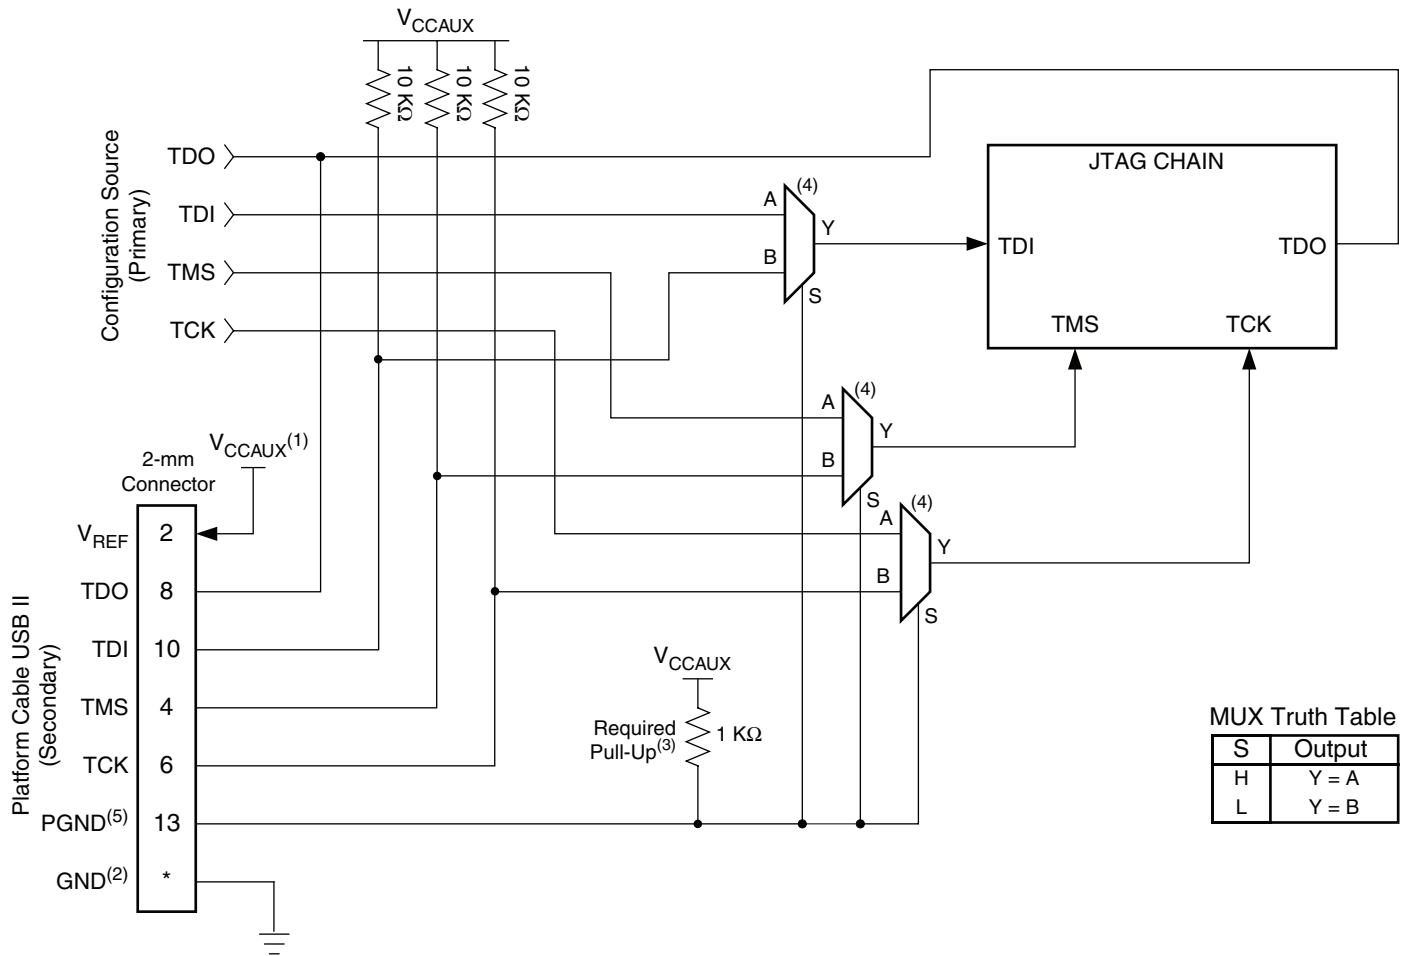 VCCAUX
10 KΩ
10 KΩ
10 KΩ
Configuration Source
(Primary)
TDO
TDI
TMS
TCK
A
B
(4)
Y
S
JTAG CHAIN
TDI
TDO
TMS
TCK
A
B
(4)
Y
S
A
B
(4)
Y
S
VCCAUX(1)
2-mm
Connector
Platform Cable USB II
(Secondary)
VREF 2
TDO 8
TDI 10
TMS 4
TCK 6
PGND(5) 13
GND(2) *
VCCAUX
Required
Pull-Up(3)
1 KΩ
MUX Truth Table
S Output
H Y = A
L Y = B